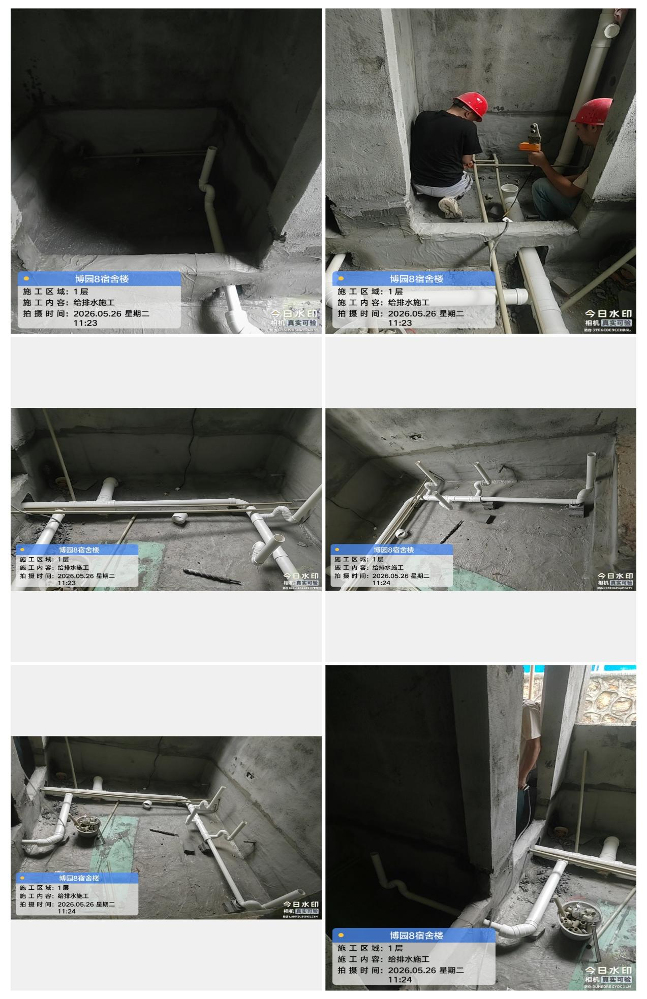 博园8宿舍楼
施工区域：1层
施工内容：给排水施工
拍摄时间：2026.05.26 星期二
11:23
今日水印
相机 真实可验
防伪 GT6H9H3NWTRWX1
博园8宿舍楼
施工区域：1层
施工内容：给排水施工
拍摄时间：2026.05.26 星期二
11:23
今日水印
相机 真实可验
防伪 3TE6EBE9CEHBGL
博园8宿舍楼
施工区域：1层
施工内容：给排水施工
拍摄时间：2026.05.26 星期二
11:23
今日水印
相机 真实可验
防伪
博园8宿舍楼
施工区域：1层
施工内容：给排水施工
拍摄时间：2026.05.26 星期二
11:24
今日水印
相机 真实可验
防伪 K9BRNAP6AP2A3Y
博园8宿舍楼
施工区域：1层
施工内容：给排水施工
拍摄时间：2026.05.26 星期二
11:24
今日水印
相机 真实可验
防伪
博园8宿舍楼
施工区域：1层
施工内容：给排水施工
拍摄时间：2026.05.26 星期二
11:24
今日水印
相机 真实可验
防伪 DUMEDREGYDC1LW